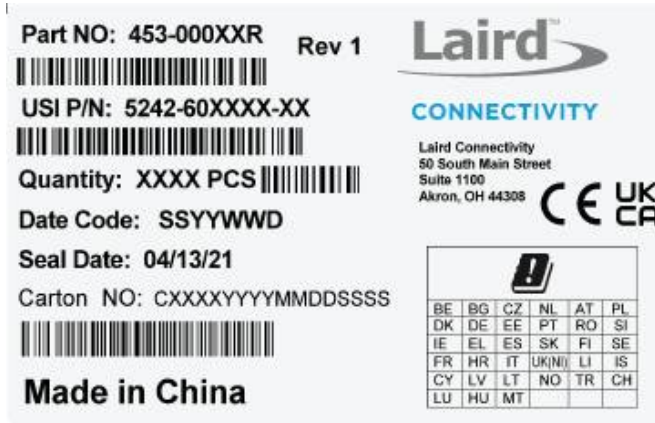 Part NO: 453-000XXR
Rev 1
USI P/N: 5242-60XXXX-XX
Quantity: XXXX PCS
Date Code: SSYYWWD
Seal Date: 04/13/21
Carton NO: CXXXXYYYYMMDDSSSS
Made in China
Laird™
CONNECTIVITY
Laird Connectivity
50 South Main Street
Suite 1100
Akron, OH 44308
CE UK
CA
BE BG CZ NL AT PL
DK DE EE PT RO SI
IE EL ES SK FI SE
FR HR IT UK(NI) LI IS
CY LV LT NO TR CH
LU HU MT